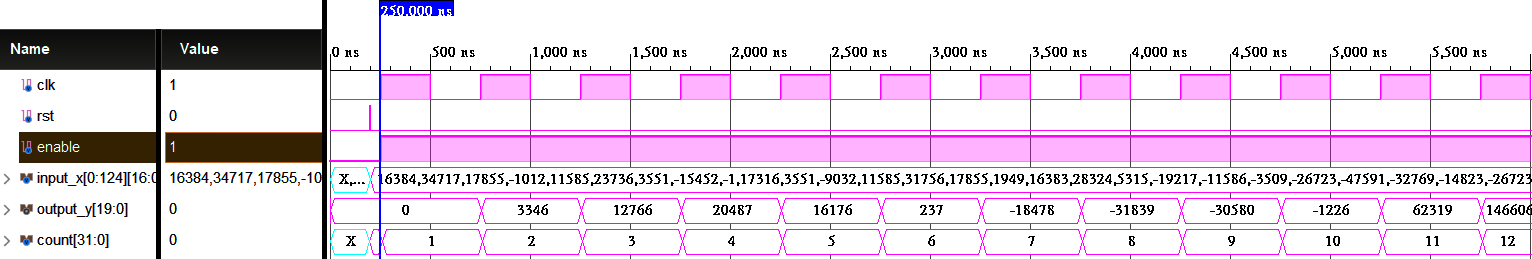 250.000 ns
Name Value
0 ns 500 ns 1,000 ns 1,500 ns 2,000 ns 2,500 ns 3,000 ns 3,500 ns 4,000 ns 4,500 ns 5,000 ns 5,500 ns
clk 1
rst 0
enable 1
input_x[0:124][16:0 16384,34717,17855,-10 X,... 16384,34717,17855,-1012,11585,23736,3551,-15452,-1,17316,3551,-9032,11585,31756,17855,1949,16383,28324,5315,-19217,-11586,-3509,-26723,-47591,-32769,-14823,-26723
output_y[19:0] 0 0 3346 12766 20487 16176 237 -18478 -31839 -30580 -1226 62319 146606
count[31:0] 0 X 1 2 3 4 5 6 7 8 9 10 11 12